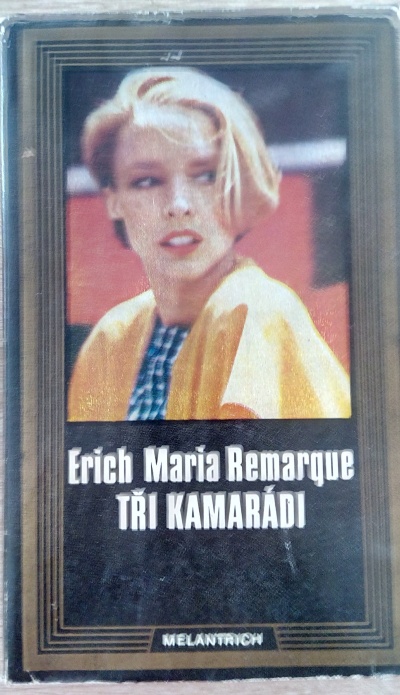 Erich Maria Remarque
TŘI KAMARÁDI
MELANTRICH